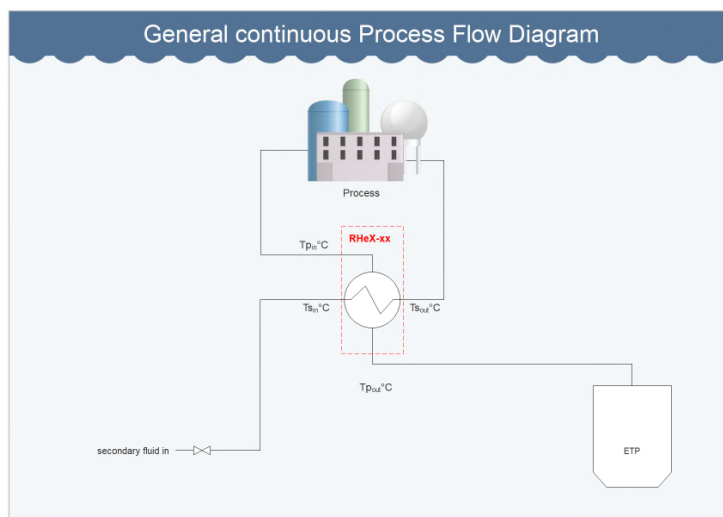 General continuous Process Flow Diagram
Process
RHeX-xx
Tpin°C
Tsin°C
Tsout°C
Tpout°C
secondary fluid in
ETP